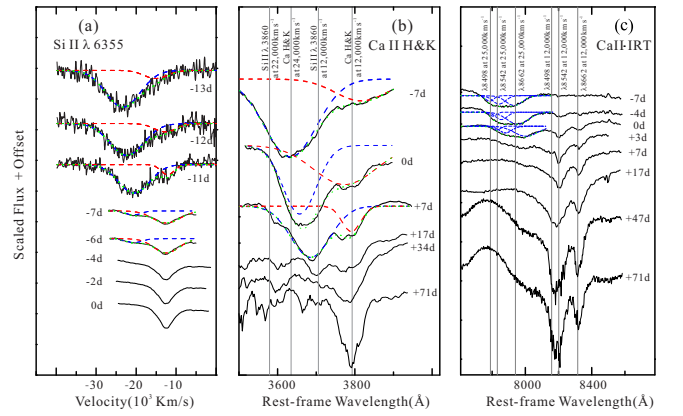 (a)
Si II λ 6355
-13d
-12d
-11d
-7d
-6d
-4d
-2d
0d
-30 -20 -10 0
Velocity(10³ Km/s)
Scaled Flux + Offset
(b)
Ca II H&K
Si II λ 3860
at 22,000km s⁻¹
Ca H&K
at 24,000km s⁻¹
Si II λ 3860
at 12,000km s⁻¹
Ca H&K
at 12,000km s⁻¹
-7d
0d
+7d
+17d
+34d
+71d
3600 3800
Rest-frame Wavelength(Å)
(c)
CaII-IRT
λ8498 at 25,000km s⁻¹
λ8542 at 25,000km s⁻¹
λ8662 at 25,000km s⁻¹
λ8498 at 12,000km s⁻¹
λ8542 at 12,000km s⁻¹
λ8662 at 12,000km s⁻¹
-7d
-4d
0d
+3d
+7d
+17d
+47d
+71d
8000 8400
Rest-frame Wavelength(Å)